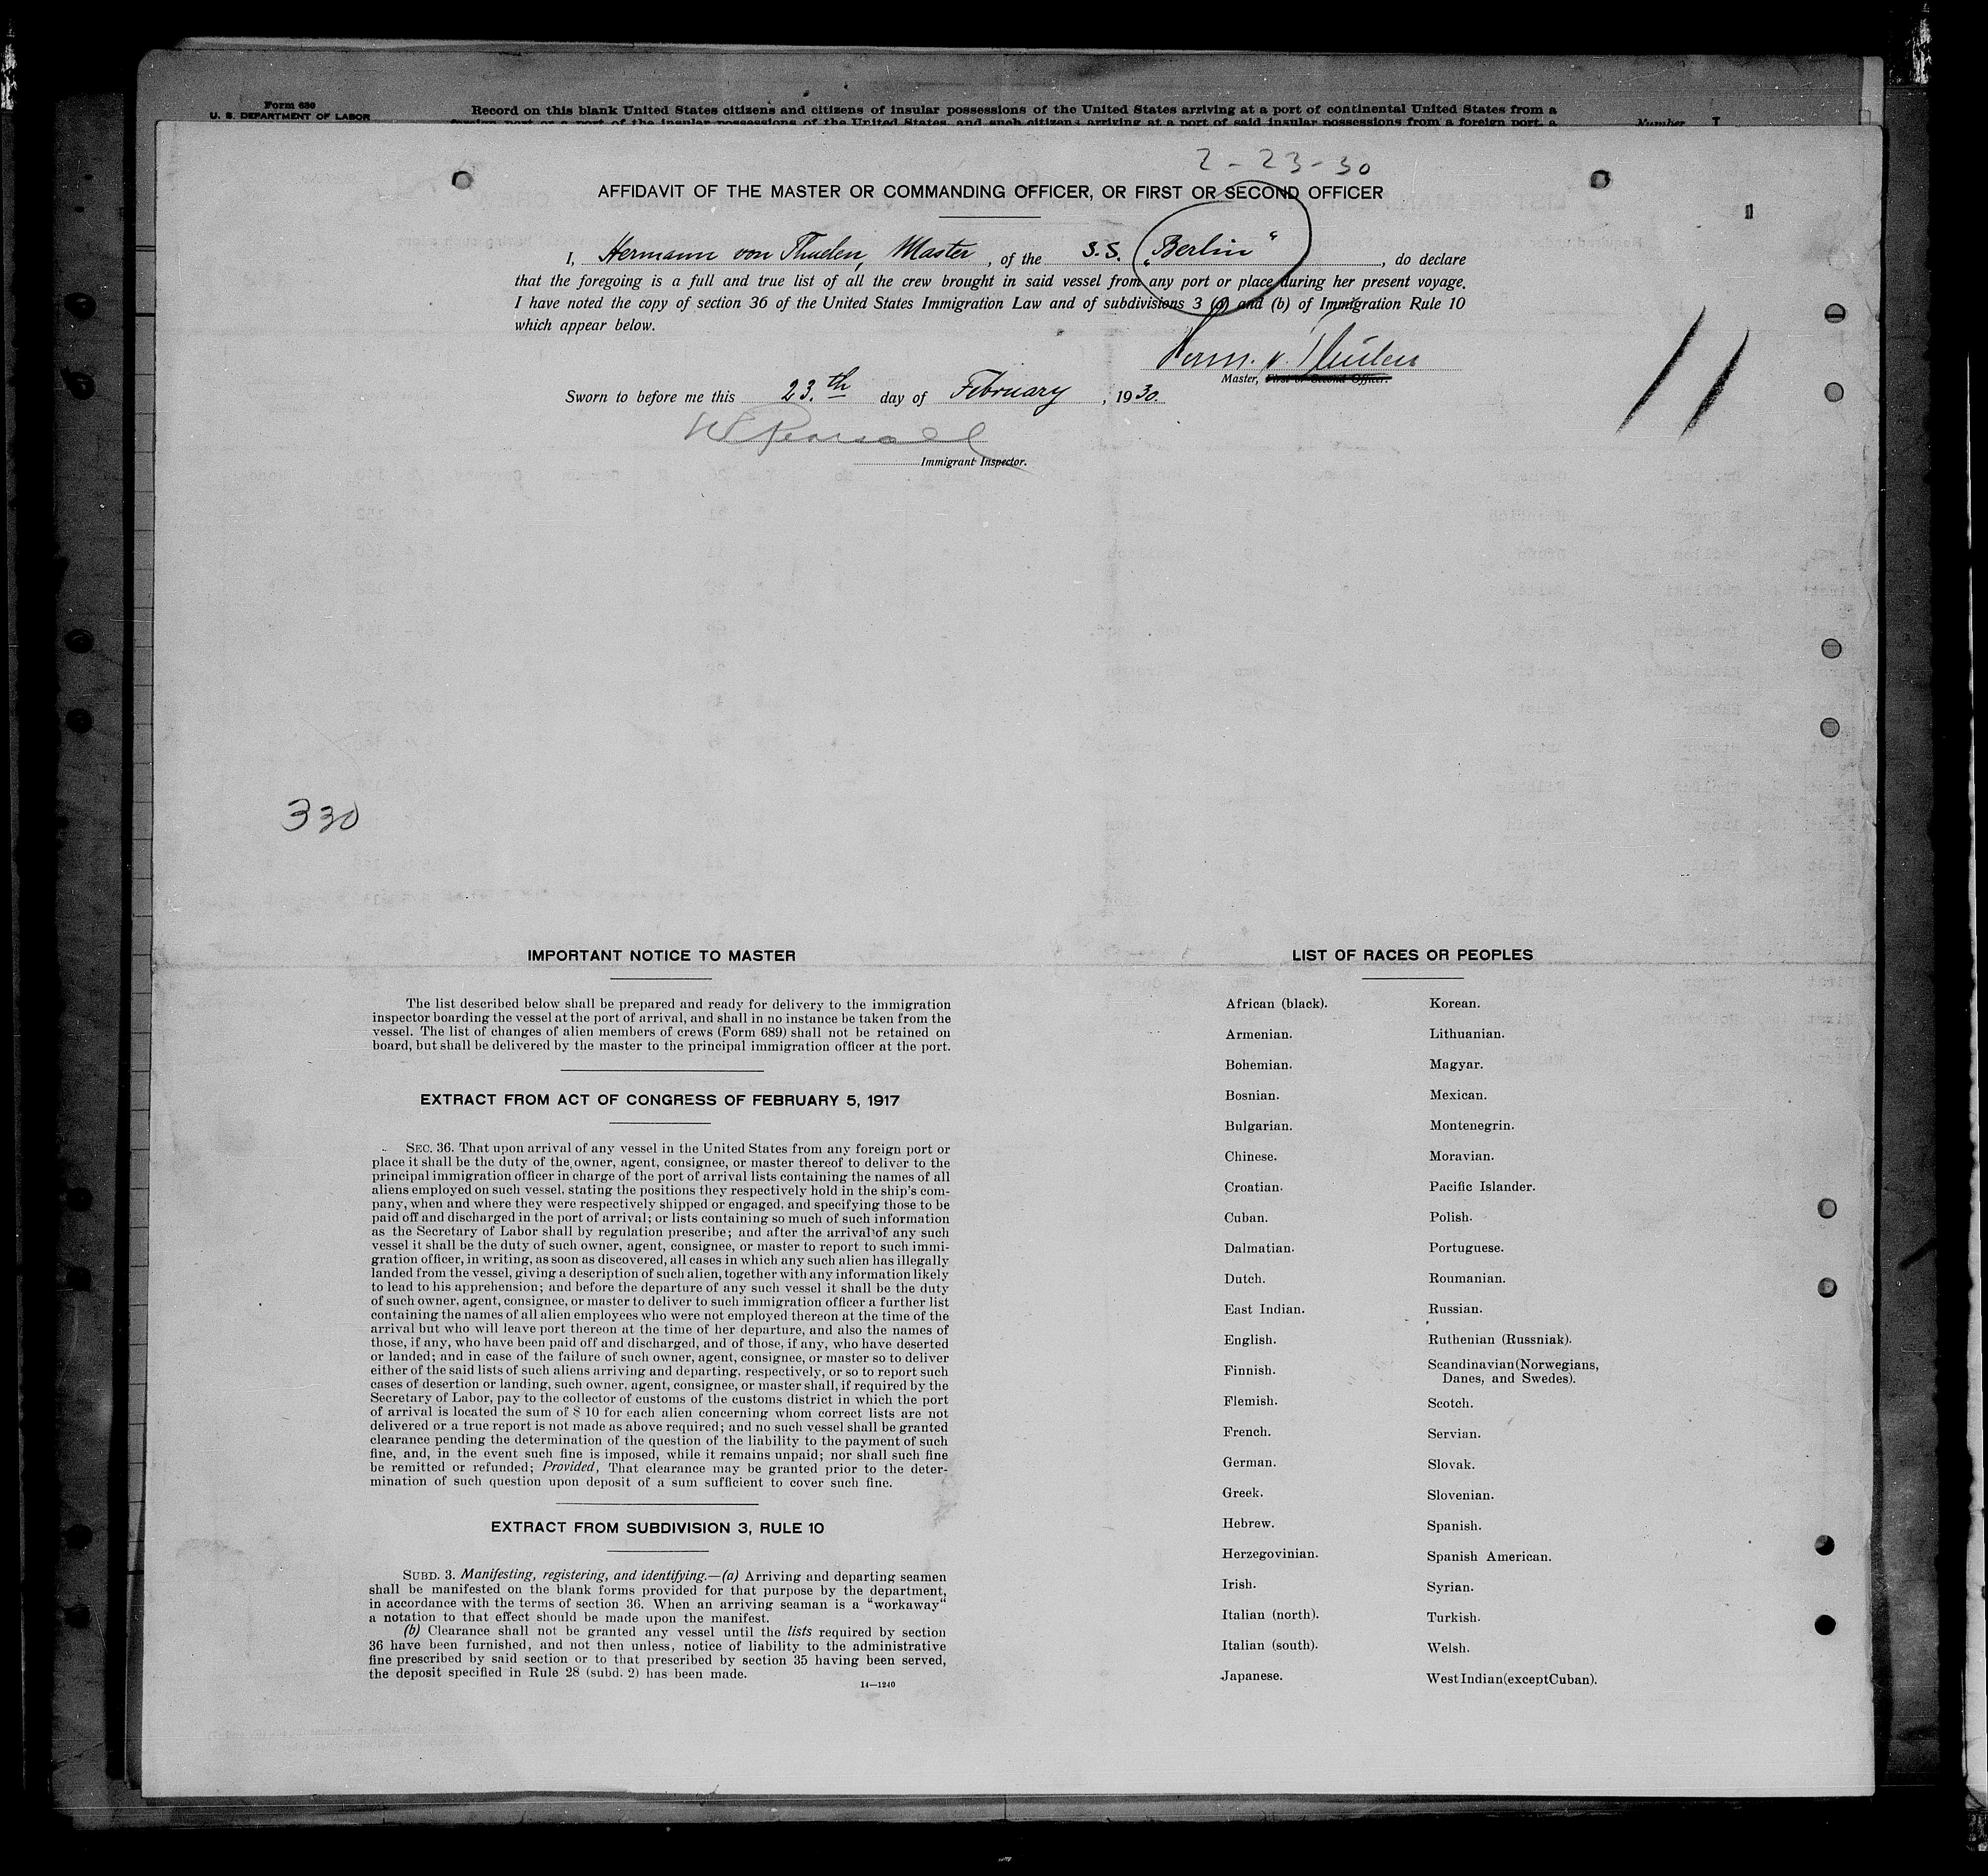 Form 630
U. S. DEPARTMENT OF LABOR
Record on this blank United States citizens and citizens of insular possessions of the United States arriving at a port of continental United States from a
foreign port or a port of the insular possessions of the United States, and such citizens arriving at a port of said insular possessions from a foreign port, a
Number
2-23-30
AFFIDAVIT OF THE MASTER OR COMMANDING OFFICER, OR FIRST OR SECOND OFFICER
I, Hermann von Thülen, Master, of the S.S. „Berlin“, do declare
that the foregoing is a full and true list of all the crew brought in said vessel from any port or place during her present voyage.
I have noted the copy of section 36 of the United States Immigration Law and of subdivisions 3 (a) and (b) of Immigration Rule 10
which appear below.
Herm. v. Thülen
Master, First or Second Officer.
Sworn to before me this 23.th day of February, 1930.
Immigrant Inspector.
11
330
IMPORTANT NOTICE TO MASTER
The list described below shall be prepared and ready for delivery to the immigration
inspector boarding the vessel at the port of arrival, and shall in no instance be taken from the
vessel. The list of changes of alien members of crews (Form 689) shall not be retained on
board, but shall be delivered by the master to the principal immigration officer at the port.
EXTRACT FROM ACT OF CONGRESS OF FEBRUARY 5, 1917
SEC. 36. That upon arrival of any vessel in the United States from any foreign port or
place it shall be the duty of the owner, agent, consignee, or master thereof to deliver to the
principal immigration officer in charge of the port of arrival lists containing the names of all
aliens employed on such vessel, stating the positions they respectively hold in the ship's com-
pany, when and where they were respectively shipped or engaged, and specifying those to be
paid off and discharged in the port of arrival; or lists containing so much of such information
as the Secretary of Labor shall by regulation prescribe; and after the arrival of any such
vessel it shall be the duty of such owner, agent, consignee, or master to report to such immi-
gration officer, in writing, as soon as discovered, all cases in which any such alien has illegally
landed from the vessel, giving a description of such alien, together with any information likely
to lead to his apprehension; and before the departure of any such vessel it shall be the duty
of such owner, agent, consignee, or master to deliver to such immigration officer a further list
containing the names of all alien employees who were not employed thereon at the time of the
arrival but who will leave port thereon at the time of her departure, and also the names of
those, if any, who have been paid off and discharged, and of those, if any, who have deserted
or landed; and in case of the failure of such owner, agent, consignee, or master so to deliver
either of the said lists of such aliens arriving and departing, respectively, or so to report such
cases of desertion or landing, such owner, agent, consignee, or master shall, if required by the
Secretary of Labor, pay to the collector of customs of the customs district in which the port
of arrival is located the sum of $ 10 for each alien concerning whom correct lists are not
delivered or a true report is not made as above required; and no such vessel shall be granted
clearance pending the determination of the question of the liability to the payment of such
fine, and, in the event such fine is imposed, while it remains unpaid; nor shall such fine
be remitted or refunded; Provided, That clearance may be granted prior to the deter-
mination of such question upon deposit of a sum sufficient to cover such fine.
EXTRACT FROM SUBDIVISION 3, RULE 10
SUBD. 3. Manifesting, registering, and identifying.—(a) Arriving and departing seamen
shall be manifested on the blank forms provided for that purpose by the department,
in accordance with the terms of section 36. When an arriving seaman is a "workaway"
a notation to that effect should be made upon the manifest.
(b) Clearance shall not be granted any vessel until the lists required by section
36 have been furnished, and not then unless, notice of liability to the administrative
fine prescribed by said section or to that prescribed by section 35 having been served,
the deposit specified in Rule 28 (subd. 2) has been made.
14—1240
LIST OF RACES OR PEOPLES
African (black).
Armenian.
Bohemian.
Bosnian.
Bulgarian.
Chinese.
Croatian.
Cuban.
Dalmatian.
Dutch.
East Indian.
English.
Finnish.
Flemish.
French.
German.
Greek.
Hebrew.
Herzegovinian.
Irish.
Italian (north).
Italian (south).
Japanese.
Korean.
Lithuanian.
Magyar.
Mexican.
Montenegrin.
Moravian.
Pacific Islander.
Polish.
Portuguese.
Roumanian.
Russian.
Ruthenian (Russniak).
Scandinavian (Norwegians,
Danes, and Swedes).
Scotch.
Servian.
Slovak.
Slovenian.
Spanish.
Spanish American.
Syrian.
Turkish.
Welsh.
West Indian (except Cuban).